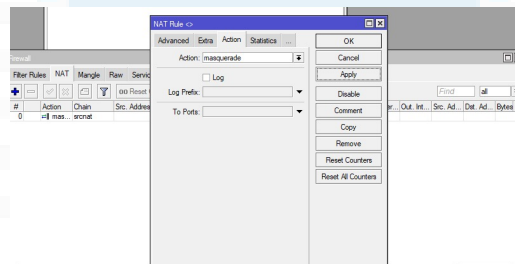 NAT Rule <>
Advanced Extra Action Statistics ...
OK
Action: masquerade
Cancel
Log
Apply
Log Prefix:
Disable
To Ports:
Comment
Copy
Remove
Reset Counters
Reset All Counters
Firewall
Filter Rules NAT Mangle Raw Servic
Reset
Find all
# Action Chain Src. Addres
er... Out. Int... Src. Ad... Dst. Ad... Bytes
0 mas... srcnat